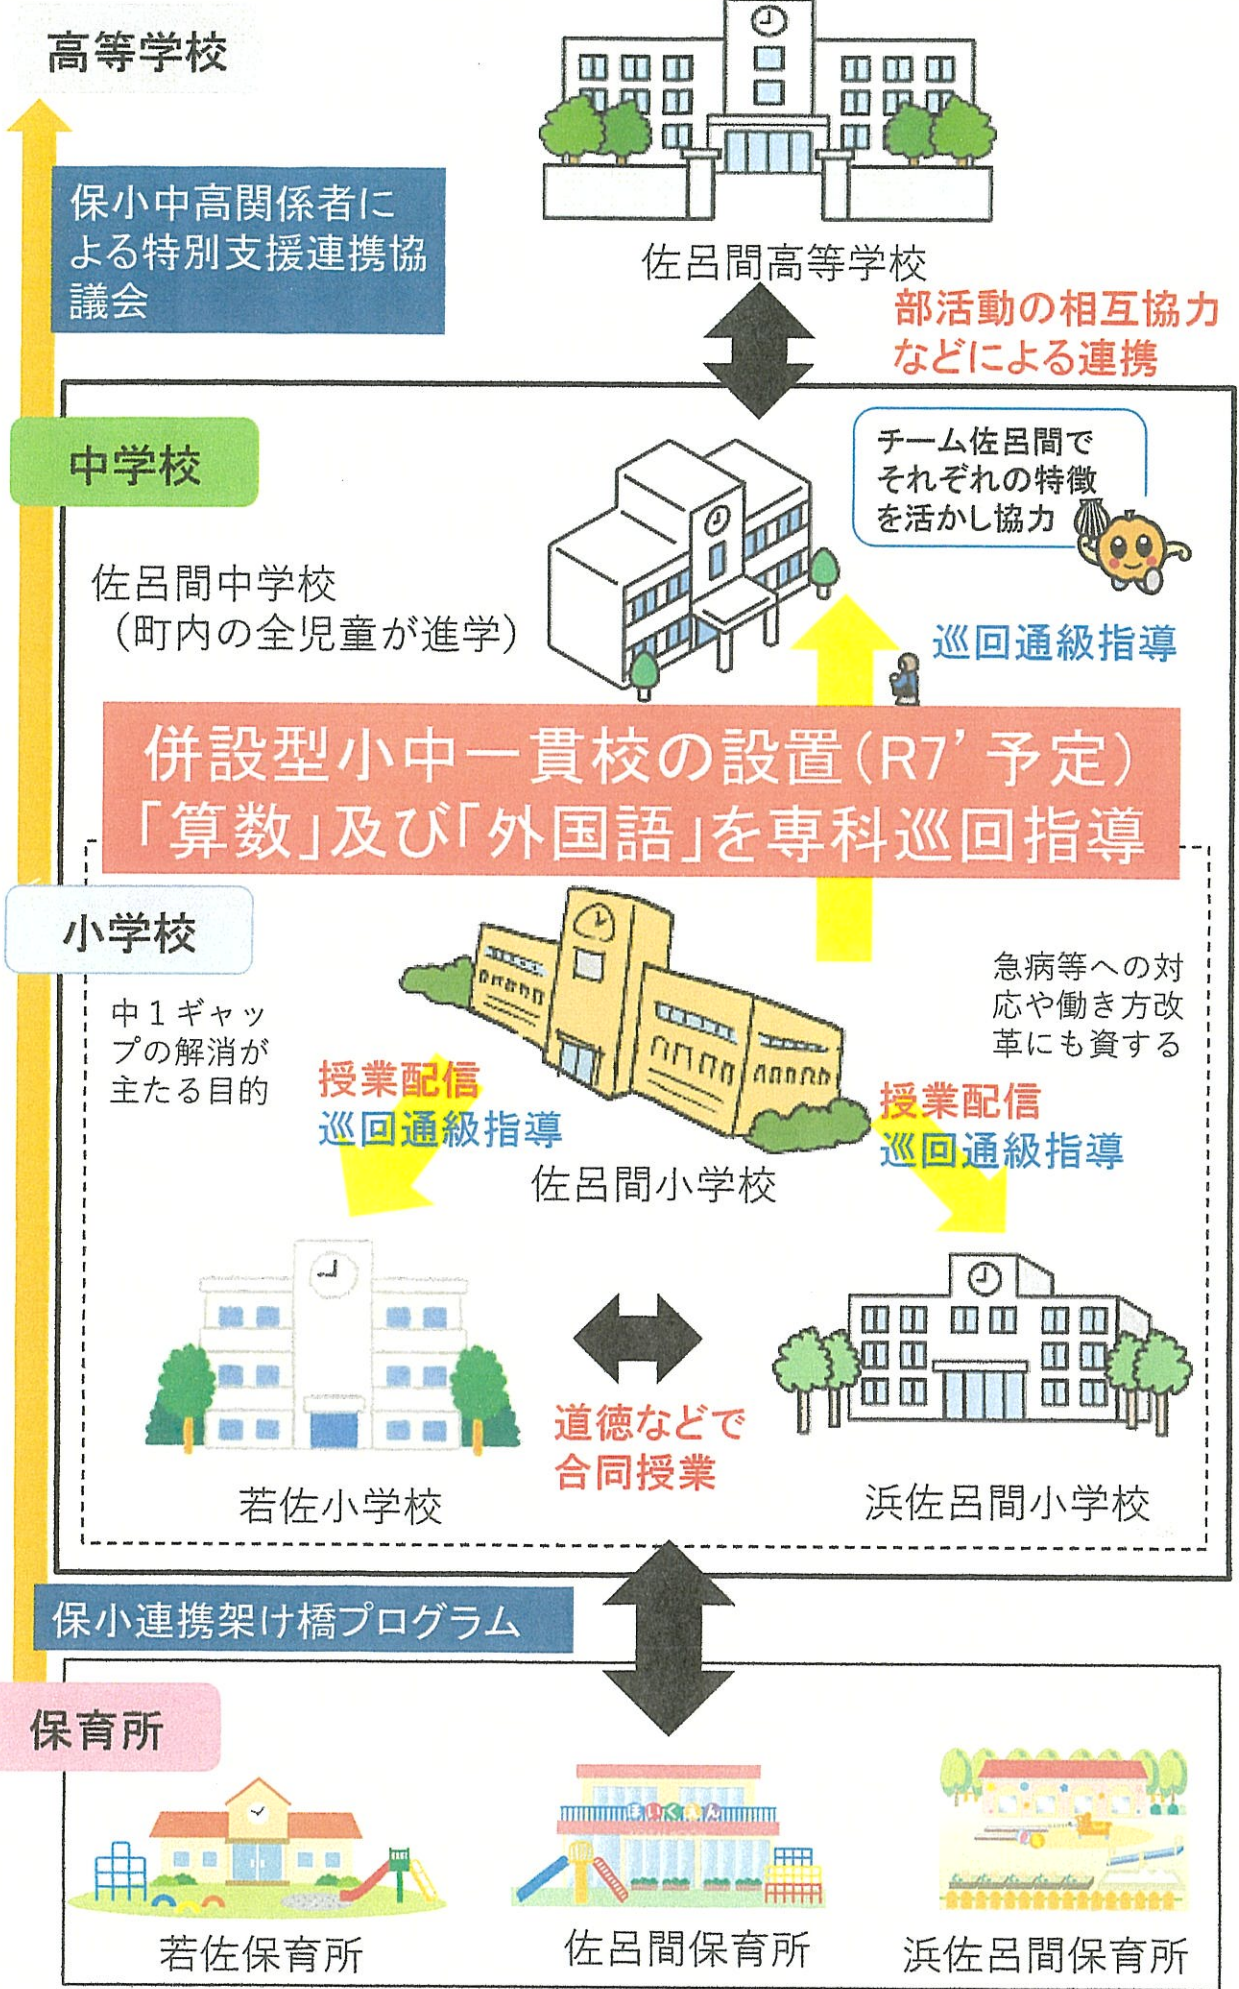 高等学校
佐呂間高等学校
保小中高関係者に
よる特別支援連携協
議会
部活動の相互協力
などによる連携
中学校
チーム佐呂間で
それぞれの特徴
を活かし協力
佐呂間中学校
(町内の全児童が進学)
巡回通級指導
併設型小中一貫校の設置(R7’予定)
「算数」及び「外国語」を専科巡回指導
小学校
中1ギャッ
プの解消が
主たる目的
急病等への対
応や働き方改
革にも資する
授業配信
巡回通級指導
授業配信
巡回通級指導
佐呂間小学校
道徳などで
合同授業
若佐小学校
浜佐呂間小学校
保小連携架け橋プログラム
保育所
ほいくえん
若佐保育所
佐呂間保育所
浜佐呂間保育所